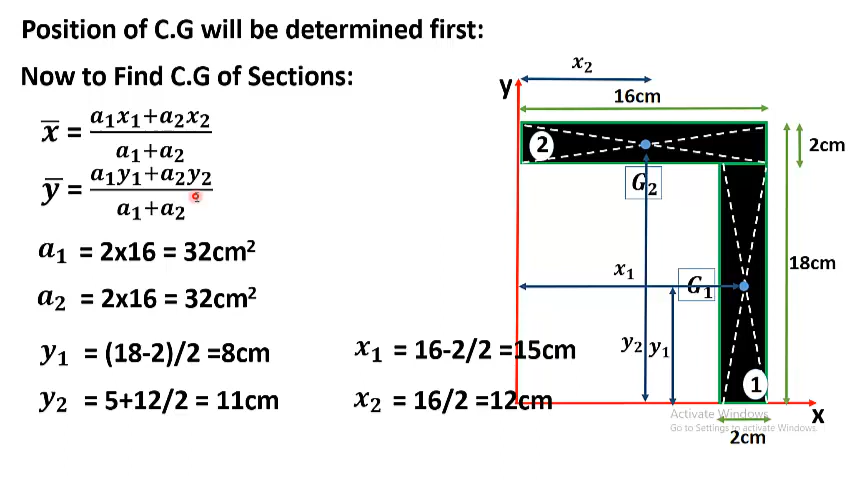 Position of C.G will be determined first:
Now to Find C.G of Sections:
x̅ = a₁x₁+a₂x₂ / a₁+a₂
y̅ = a₁y₁+a₂y₂ / a₁+a₂
a₁ = 2x16 = 32cm²
a₂ = 2x16 = 32cm²
y₁ = (18-2)/2 =8cm
x₁ = 16-2/2 =15cm
y₂ = 5+12/2 = 11cm
x₂ = 16/2 =12cm
x₂
y
16cm
2
2cm
G₂
x₁
G₁
18cm
y₂ y₁
1
x
2cm
Activate Windows
Go to Settings to activate Windows.